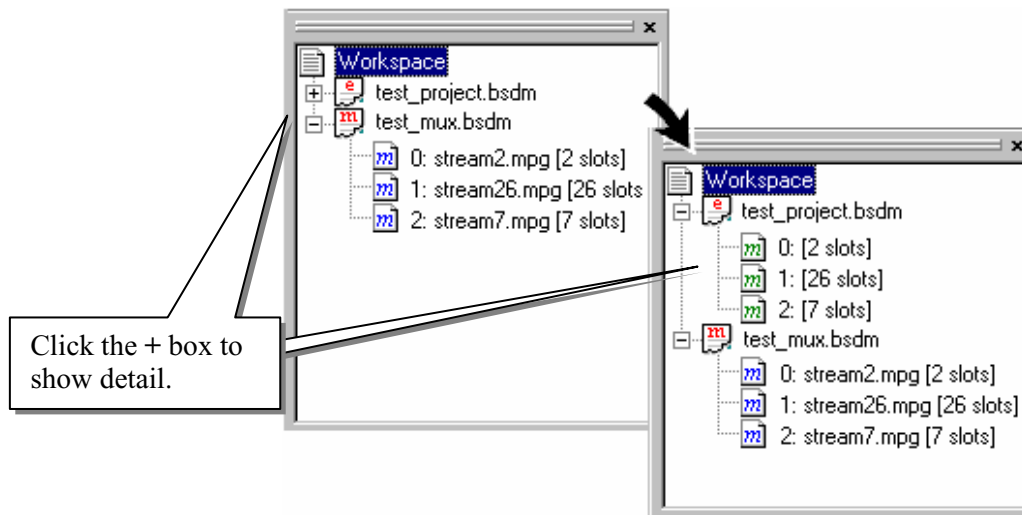 Workspace
test_project.bsdm
test_mux.bsdm
0: stream2.mpg [2 slots]
1: stream26.mpg [26 slots
2: stream7.mpg [7 slots]
Workspace
test_project.bsdm
0: [2 slots]
1: [26 slots]
2: [7 slots]
test_mux.bsdm
0: stream2.mpg [2 slots]
1: stream26.mpg [26 slots]
2: stream7.mpg [7 slots]
Click the + box to
show detail.